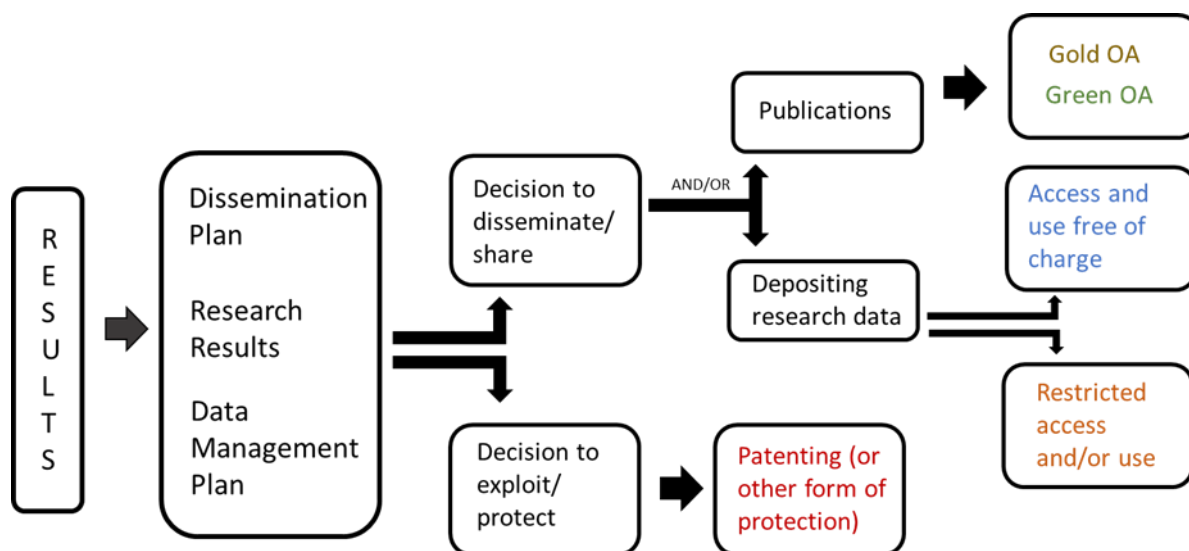 RESULTS
Dissemination
Plan
Research
Results
Data
Management
Plan
Decision to
disseminate/
share
AND/OR
Publications
Gold OA
Green OA
Depositing
research data
Access and
use free of
charge
Restricted
access
and/or use
Decision to
exploit/
protect
Patenting (or
other form of
protection)